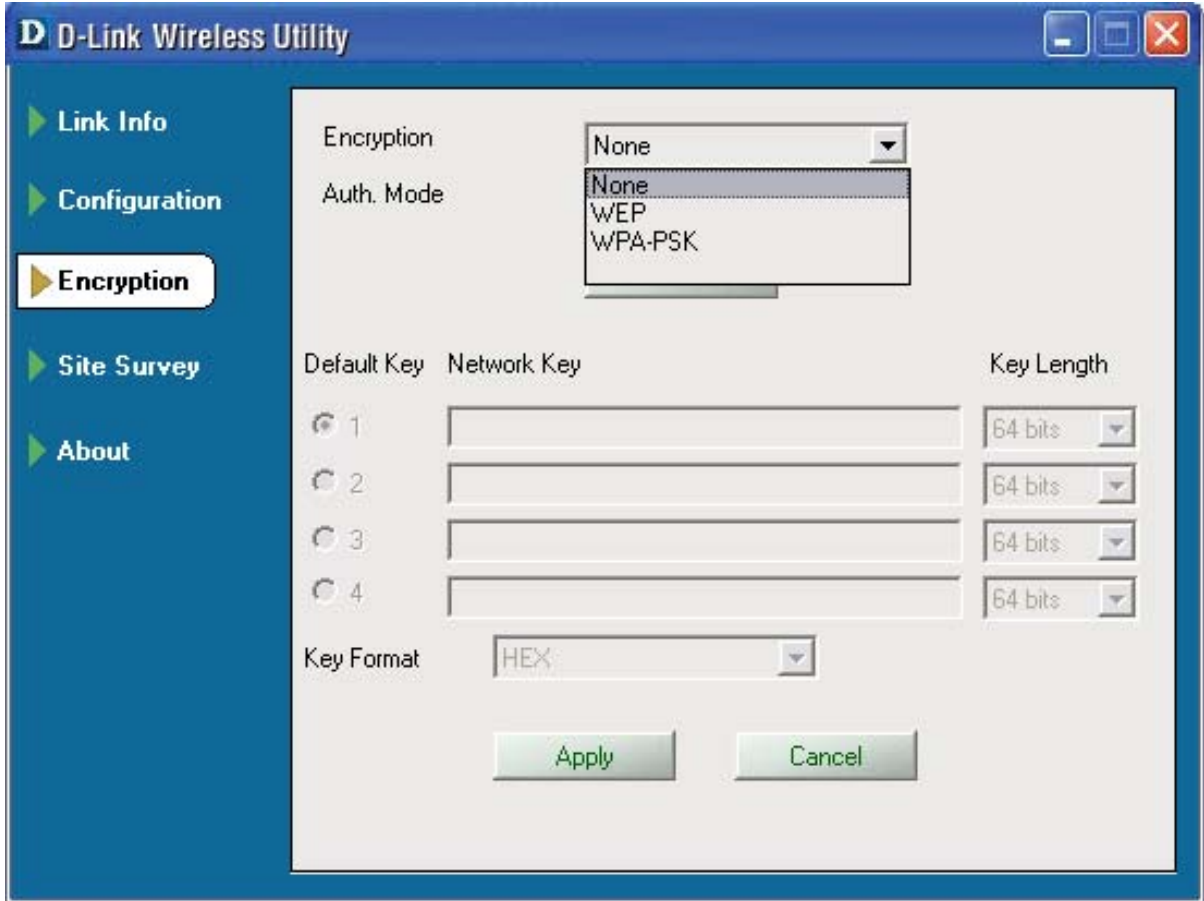 D D-Link Wireless Utility
Link Info
Configuration
Encryption
Site Survey
About
Encryption None
None
WEP
WPA-PSK
Auth. Mode
Default Key Network Key Key Length
1 64 bits
2 64 bits
3 64 bits
4 64 bits
Key Format HEX
Apply Cancel